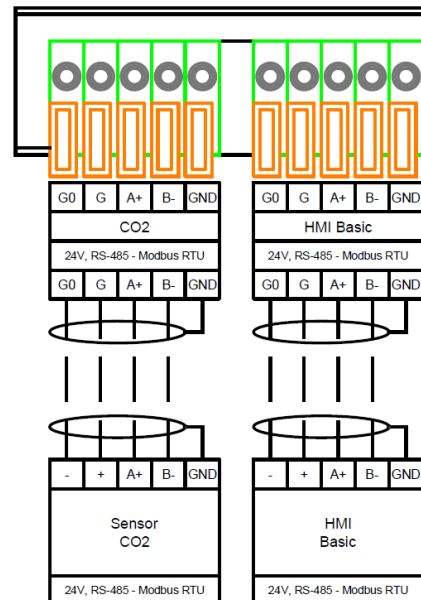 G0 G A+ B- GND G0 G A+ B- GND
CO2 HMI Basic
24V, RS-485 - Modbus RTU 24V, RS-485 - Modbus RTU
G0 G A+ B- GND G0 G A+ B- GND
- + A+ B- GND - + A+ B- GND
Sensor HMI
CO2 Basic
24V, RS-485 - Modbus RTU 24V, RS-485 - Modbus RTU